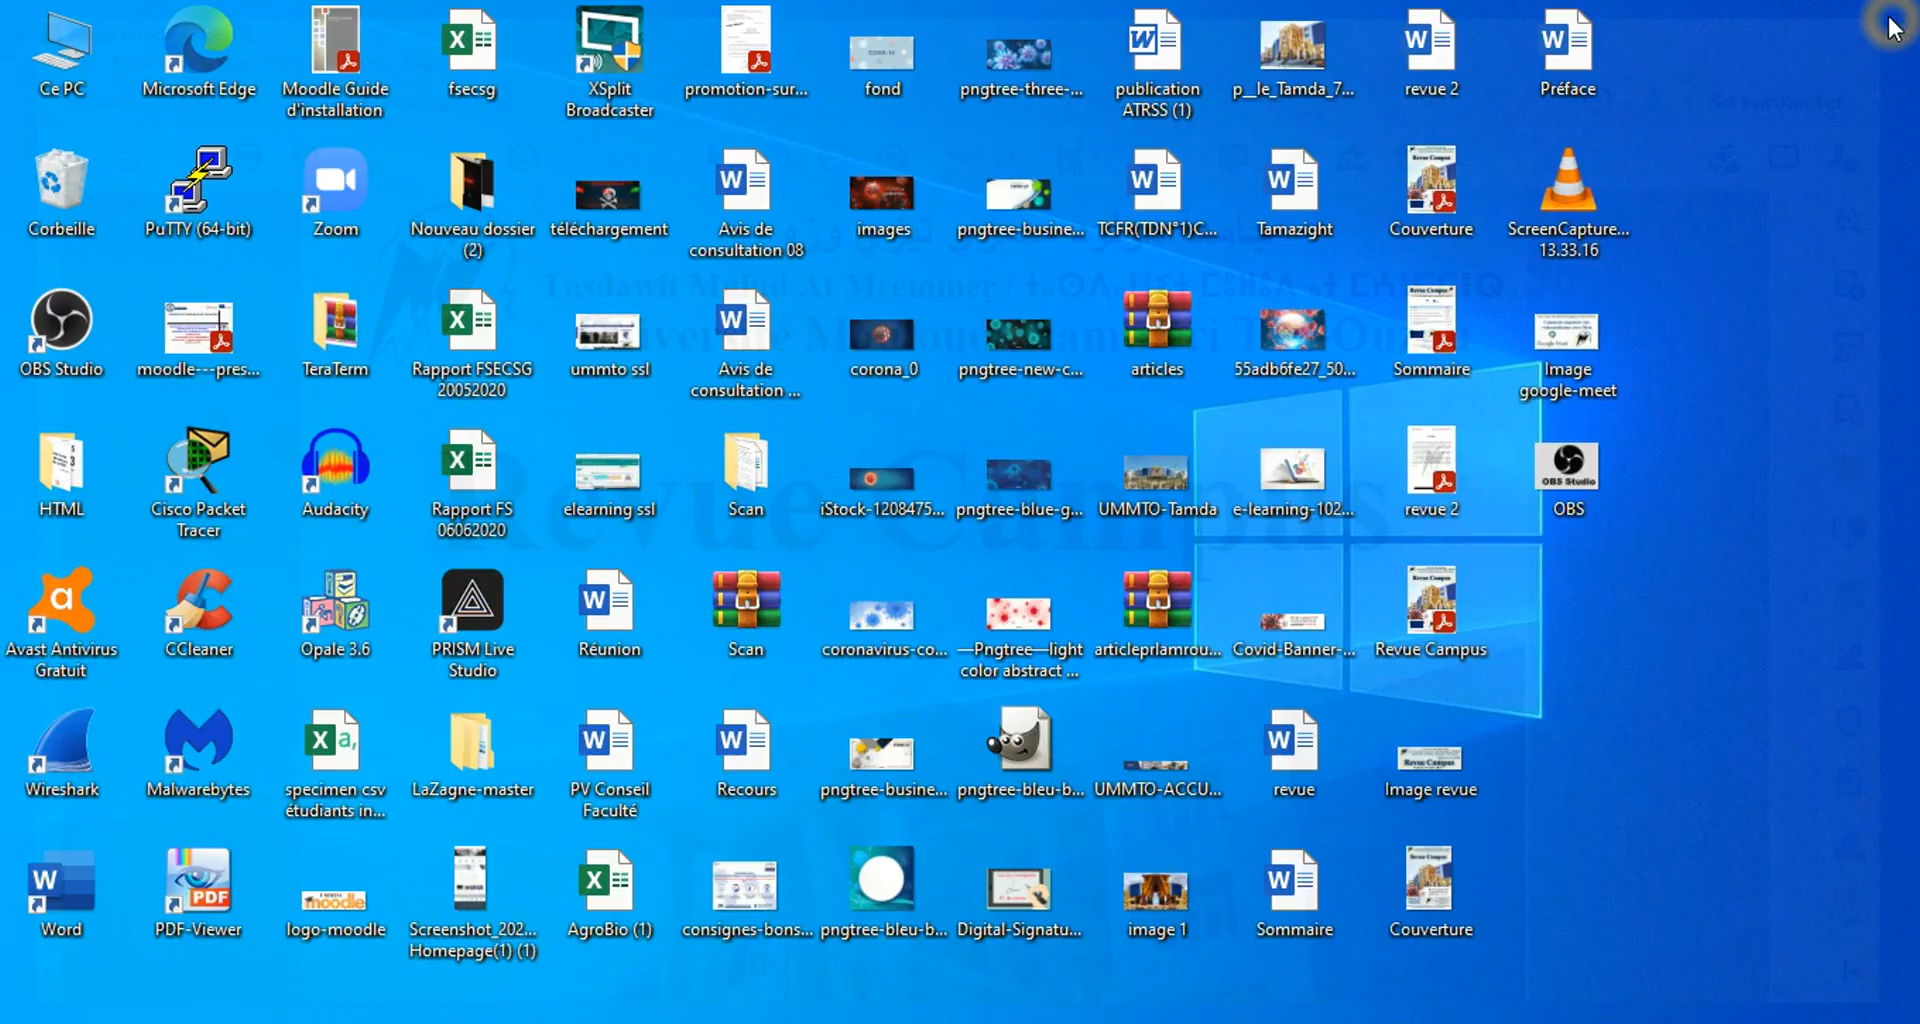 Ce PC
Microsoft Edge
Moodle Guide
d'installation
fsecsg
XSplit
Broadcaster
promotion-sur...
fond
pngtree-three-...
publication
ATRSS (1)
p__le_Tamda_7...
revue 2
Préface
Se connecter
Corbeille
PuTTY (64-bit)
Zoom
Nouveau dossier
(2)
téléchargement
Avis de
consultation 08
images
pngtree-busine...
TCFR(TDN°1)C...
Tamazight
Couverture
ScreenCapture...
13.33.16
OBS Studio
moodle---pres...
TeraTerm
Rapport FSECSG
20052020
ummto ssl
Avis de
consultation ...
corona_0
pngtree-new-c...
articles
55adb6fe27_50...
Sommaire
Image
google-meet
HTML
Cisco Packet
Tracer
Audacity
Rapport FS
06062020
elearning ssl
Scan
iStock-1208475...
pngtree-blue-g...
UMMTO-Tamda
e-learning-102...
revue 2
OBS Studio
OBS
Revue Campus
Avast Antivirus
Gratuit
CCleaner
Opale 3.6
PRISM Live
Studio
Réunion
Scan
coronavirus-co...
—Pngtree—light
color abstract ...
articleprlamrou...
Covid-Banner-...
Revue Campus
Wireshark
Malwarebytes
specimen csv
étudiants in...
LaZagne-master
PV Conseil
Faculté
Recours
pngtree-busine...
pngtree-bleu-b...
UMMTO-ACCU...
revue
Image revue
Word
PDF-Viewer
logo-moodle
Screenshot_202...
Homepage(1) (1)
AgroBio (1)
consignes-bons...
pngtree-bleu-b...
Digital-Signatu...
image 1
Sommaire
Couverture